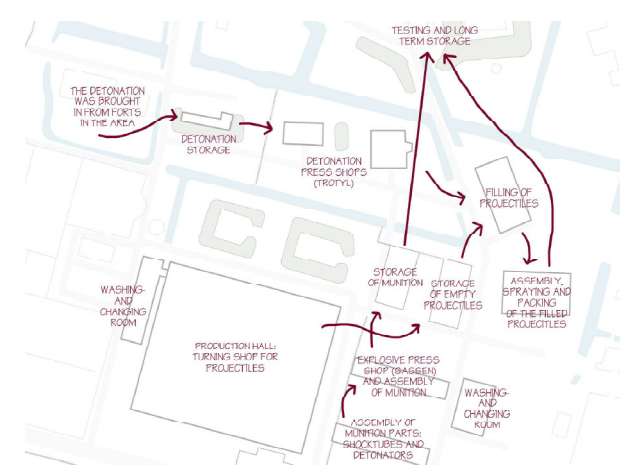 TESTING AND LONG
TERM STORAGE
THE DETONATION
WAS BROUGHT
IN FROM FORTS
IN THE AREA
DETONATION
STORAGE
DETONATION
PRESS SHOPS
(TROTYL)
FILLING OF
PROJECTILES
STORAGE
OF MUNITION
STORAGE
OF EMPTY
PROJECTILES
ASSEMBLY,
SPRAYING AND
PACKING
OF THE FILLED
PROJECTILES
WASHING-
AND
CHANGING
ROOM
PRODUCTION HALL:
TURNING SHOP FOR
PROJECTILES
EXPLOSIVE PRESS
SHOP (SASSEN)
AND ASSEMBLY
OF MUNITION
WASHING-
AND
CHANGING
ROOM
ASSEMBLY OF
MUNITION PARTS:
SHOCKTUBES AND
DETONATORS